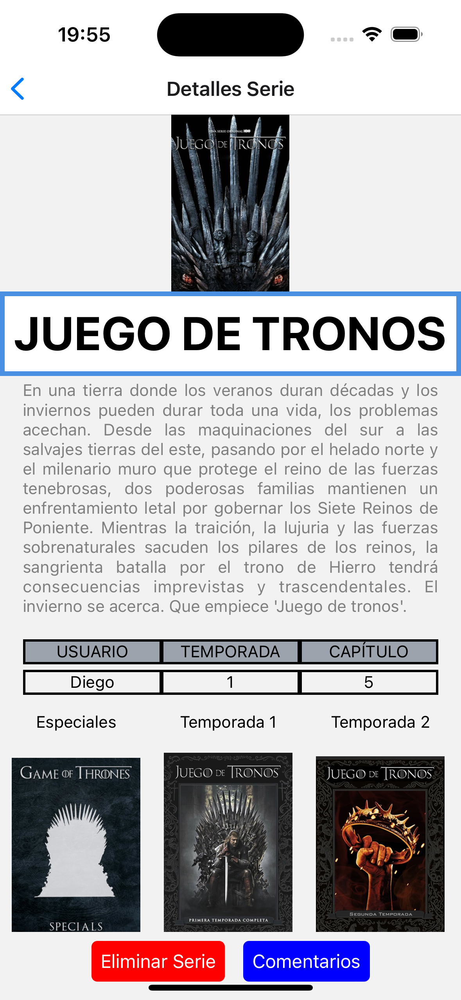 19:55
Detalles Serie
UNA SERIE ORIGINAL HBO
JUEGO DE TRONOS
JUEGO DE TRONOS
En una tierra donde los veranos duran décadas y los
inviernos pueden durar toda una vida, los problemas
acechan. Desde las maquinaciones del sur a las
salvajes tierras del este, pasando por el helado norte y
el milenario muro que protege el reino de las fuerzas
tenebrosas, dos poderosas familias mantienen un
enfrentamiento letal por gobernar los Siete Reinos de
Poniente. Mientras la traición, la lujuria y las fuerzas
sobrenaturales sacuden los pilares de los reinos, la
sangrienta batalla por el trono de Hierro tendrá
consecuencias imprevistas y trascendentales. El
invierno se acerca. Que empiece 'Juego de tronos'.
USUARIO TEMPORADA CAPÍTULO
Diego 1 5
Especiales Temporada 1 Temporada 2
GAME OF THRONES
SPECIALS
JUEGO DE TRONOS
PRIMERA TEMPORADA COMPLETA
JUEGO DE TRONOS
SEGUNDA TEMPORADA
Eliminar Serie Comentarios